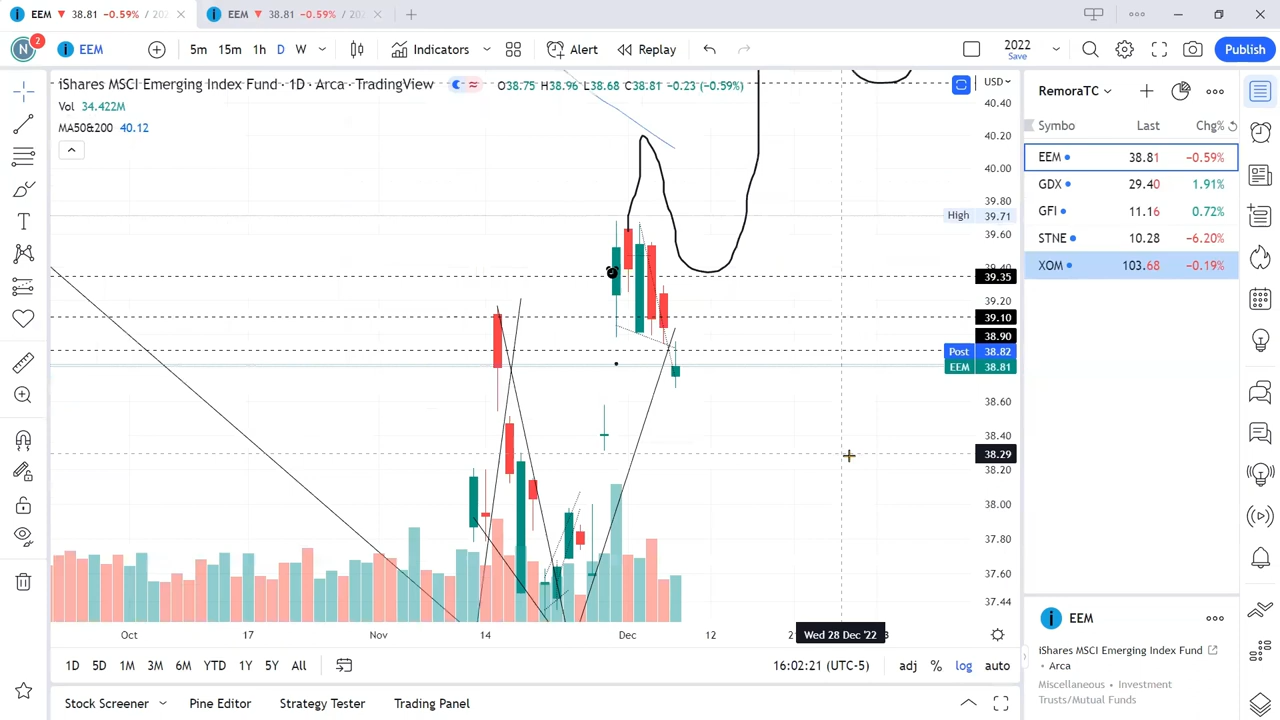 EEM ▼ 38.81 −0.59% / 202
EEM ▼ 38.81 −0.59% / 202
N 2 EEM 5m 15m 1h D W Indicators Alert Replay 2022 Save Publish
iShares MSCI Emerging Index Fund · 1D · Arca · TradingView O38.75 H38.96 L38.68 C38.81 −0.23 (−0.59%)
Vol 34.422M
MA50&200 40.12
USD
40.40
40.20
40.00
39.80
High 39.71
39.60
39.35
39.20
39.10
38.90
Post 38.82
EEM 38.81
38.60
38.40
38.29
38.20
38.00
37.80
37.60
37.44
Oct 17 Nov 14 Dec 12 Wed 28 Dec '22
1D 5D 1M 3M 6M YTD 1Y 5Y All 16:02:21 (UTC-5) adj % log auto
Stock Screener Pine Editor Strategy Tester Trading Panel
RemoraTC
Symbo Last Chg%
EEM 38.81 −0.59%
GDX 29.40 1.91%
GFI 11.16 0.72%
STNE 10.28 −6.20%
XOM 103.68 −0.19%
EEM
iShares MSCI Emerging Index Fund
• Arca
Miscellaneous • Investment
Trusts/Mutual Funds